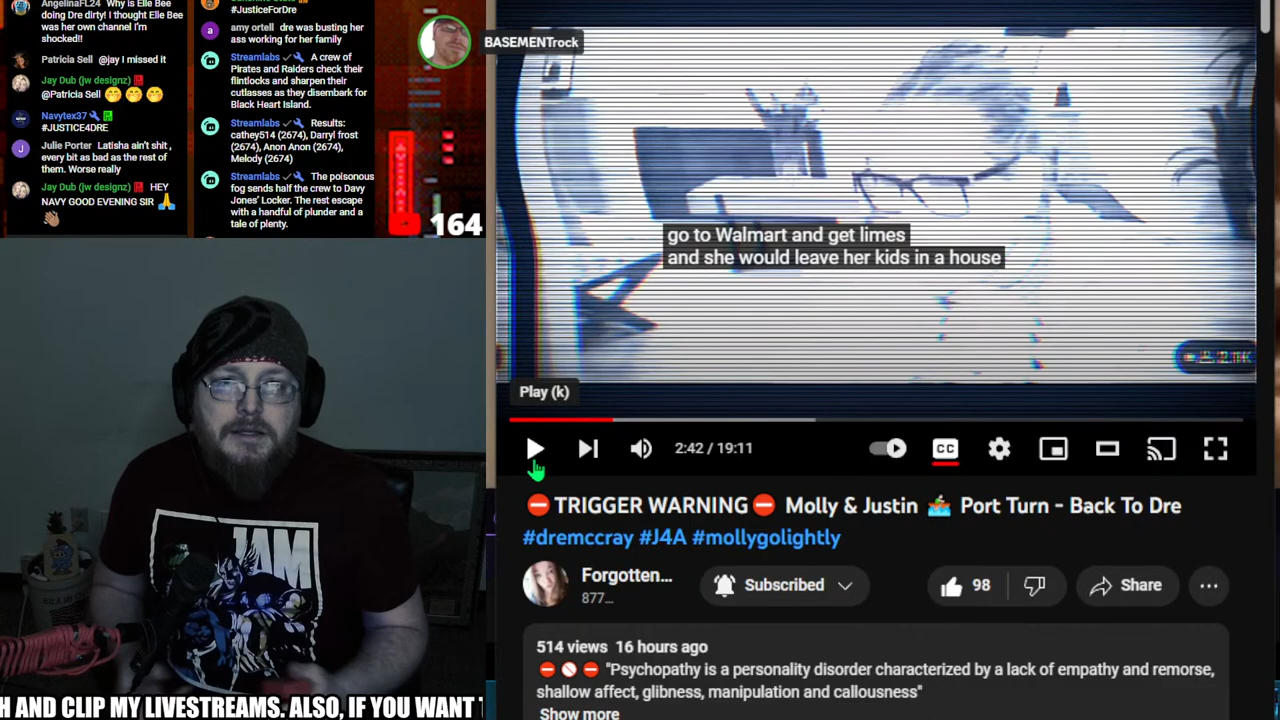 AngelinaFL24 Why is Elle Bee
doing Dre dirty! I thought Elle Bee
was her own channel I'm
shocked!!
Patricia Sell @jay I missed it
Jay Dub (jw designz)
@Patricia Sell 🤭🤭🤭
Navytex37
#JUSTICE4DRE
Julie Porter Latisha ain't shit ,
every bit as bad as the rest of
them. Worse really
Jay Dub (jw designz) HEY
NAVY GOOD EVENING SIR 🙏
👋🏽
#JusticeForDre
amy ortell dre was busting her
ass working for her family
Streamlabs A crew of
Pirates and Raiders check their
flintlocks and sharpen their
cutlasses as they disembark for
Black Heart Island.
Streamlabs Results:
cathey514 (2674), Darryl frost
(2674), Anon Anon (2674),
Melody (2674)
Streamlabs The poisonous
fog sends half the crew to Davy
Jones' Locker. The rest escape
with a handful of plunder and a
tale of plenty.
164
BASEMENTrock
go to Walmart and get limes
and she would leave her kids in a house
Play (k)
2:42 / 19:11
CC
⛔TRIGGER WARNING⛔ Molly & Justin 🚣 Port Turn - Back To Dre
#dremccray #J4A #mollygolightly
Forgotten...
877...
Subscribed
98
Share
514 views 16 hours ago
⛔🚫⛔ "Psychopathy is a personality disorder characterized by a lack of empathy and remorse,
shallow affect, glibness, manipulation and callousness"
Show more
JAM
H AND CLIP MY LIVESTREAMS. ALSO, IF YOU WANT